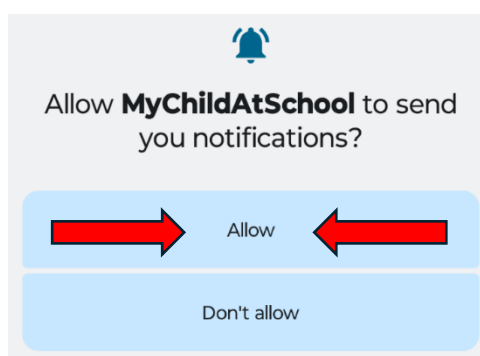 Allow MyChildAtSchool to send
you notifications?
Allow
Don't allow